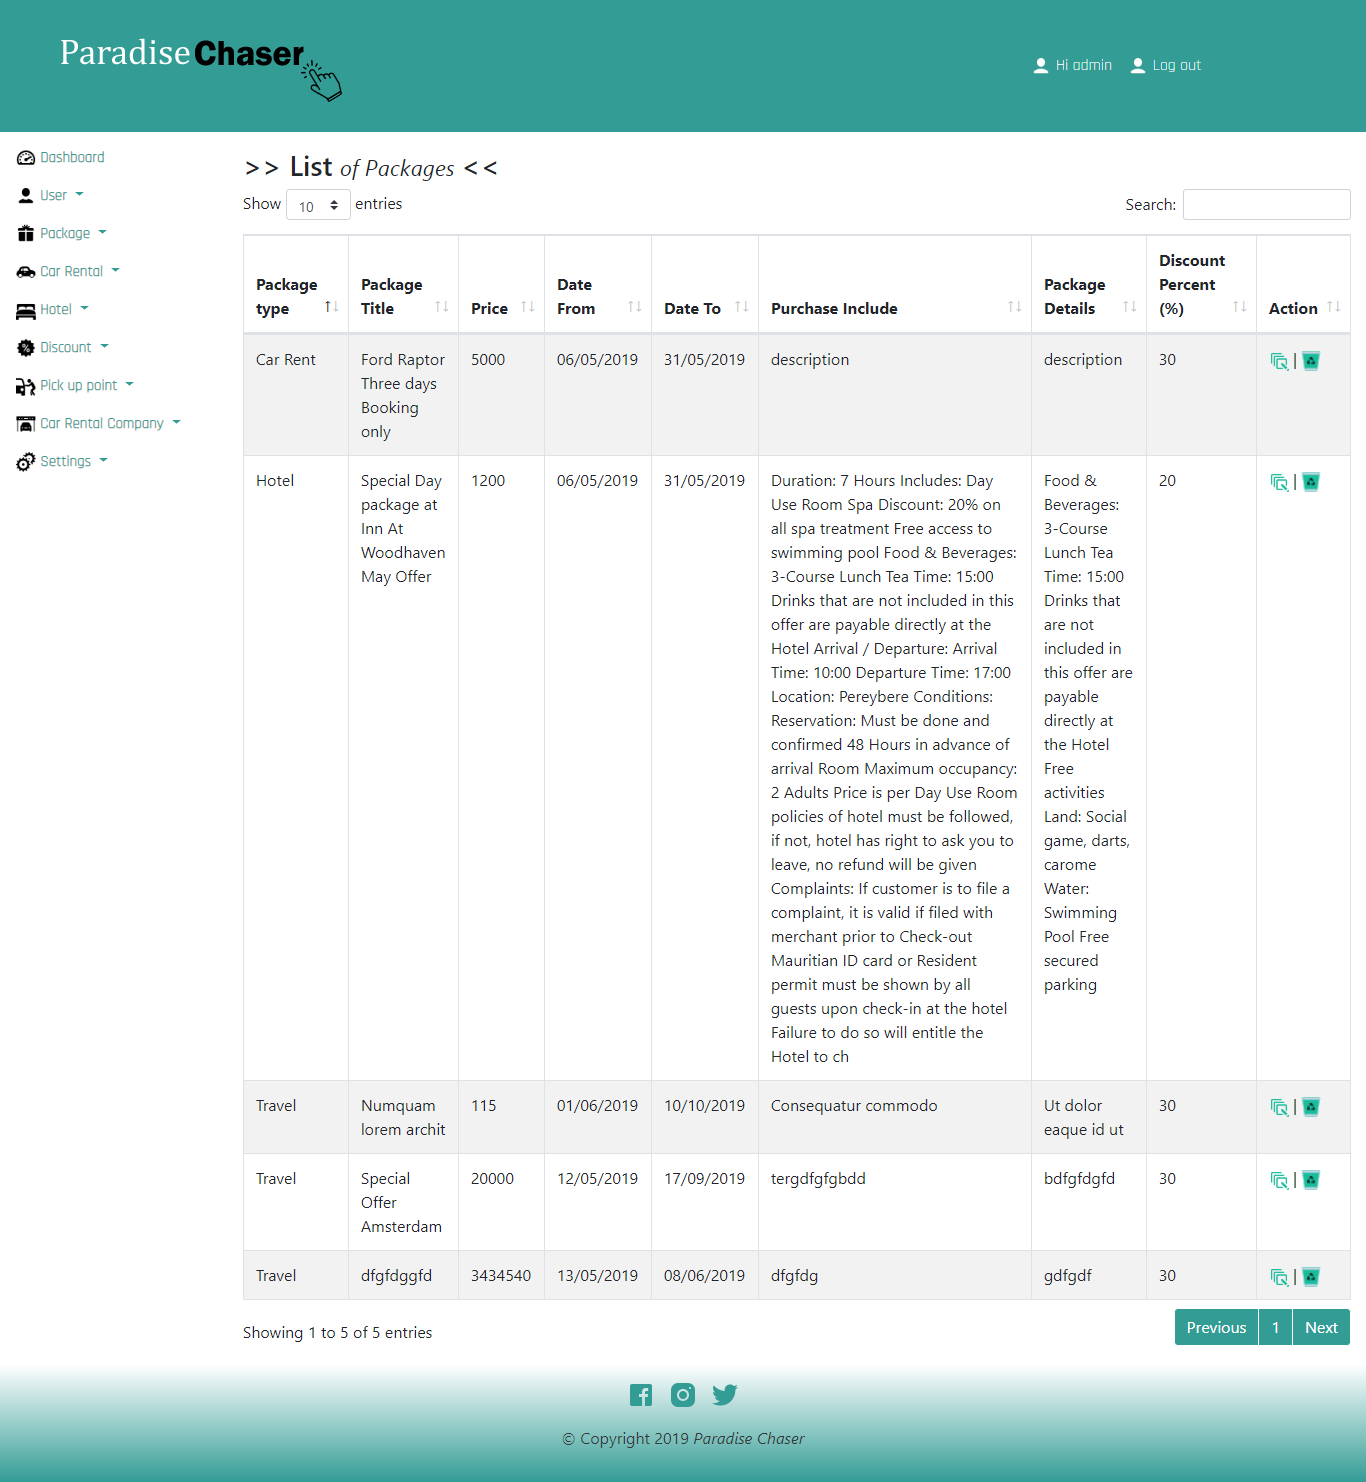 Paradise Chaser
Hi admin
Log out
Dashboard
User
Package
Car Rental
Hotel
Discount
Pick up point
Car Rental Company
Settings
>> List of Packages <<
Show 10 entries
Search:
Package type
Package Title
Price
Date From
Date To
Purchase Include
Package Details
Discount Percent (%)
Action
Car Rent
Ford Raptor
Three days
Booking
only
5000
06/05/2019
31/05/2019
description
description
30
|
Hotel
Special Day
package at
Inn At
Woodhaven
May Offer
1200
06/05/2019
31/05/2019
Duration: 7 Hours Includes: Day
Use Room Spa Discount: 20% on
all spa treatment Free access to
swimming pool Food & Beverages:
3-Course Lunch Tea Time: 15:00
Drinks that are not included in this
offer are payable directly at the
Hotel Arrival / Departure: Arrival
Time: 10:00 Departure Time: 17:00
Location: Pereybere Conditions:
Reservation: Must be done and
confirmed 48 Hours in advance of
arrival Room Maximum occupancy:
2 Adults Price is per Day Use Room
policies of hotel must be followed,
if not, hotel has right to ask you to
leave, no refund will be given
Complaints: If customer is to file a
complaint, it is valid if filed with
merchant prior to Check-out
Mauritian ID card or Resident
permit must be shown by all
guests upon check-in at the hotel
Failure to do so will entitle the
Hotel to ch
Food &
Beverages:
3-Course
Lunch Tea
Time: 15:00
Drinks that
are not
included in
this offer are
payable
directly at
the Hotel
Free
activities
Land: Social
game, darts,
carome
Water:
Swimming
Pool Free
secured
parking
20
|
Travel
Numquam
lorem archit
115
01/06/2019
10/10/2019
Consequatur commodo
Ut dolor
eaque id ut
30
|
Travel
Special
Offer
Amsterdam
20000
12/05/2019
17/09/2019
tergdfgfgbdd
bdfgfdgfd
30
|
Travel
dfgfdggfd
3434540
13/05/2019
08/06/2019
dfgfdg
gdfgdf
30
|
Showing 1 to 5 of 5 entries
Previous
1
Next
© Copyright 2019 Paradise Chaser